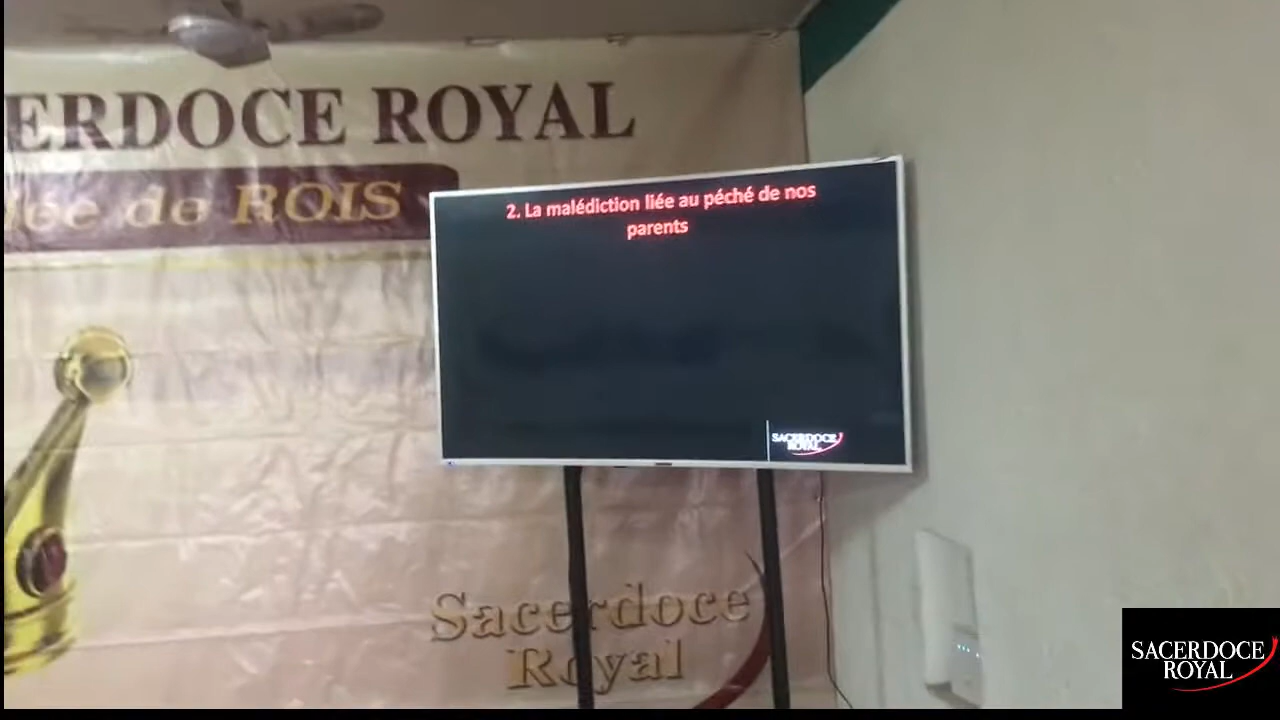 ERDOCE ROYAL
ée de ROIS
2. La malédiction liée au péché de nos
parents
SACERDOCE
ROYAL
Sacerdoce
Royal
SACERDOCE
ROYAL